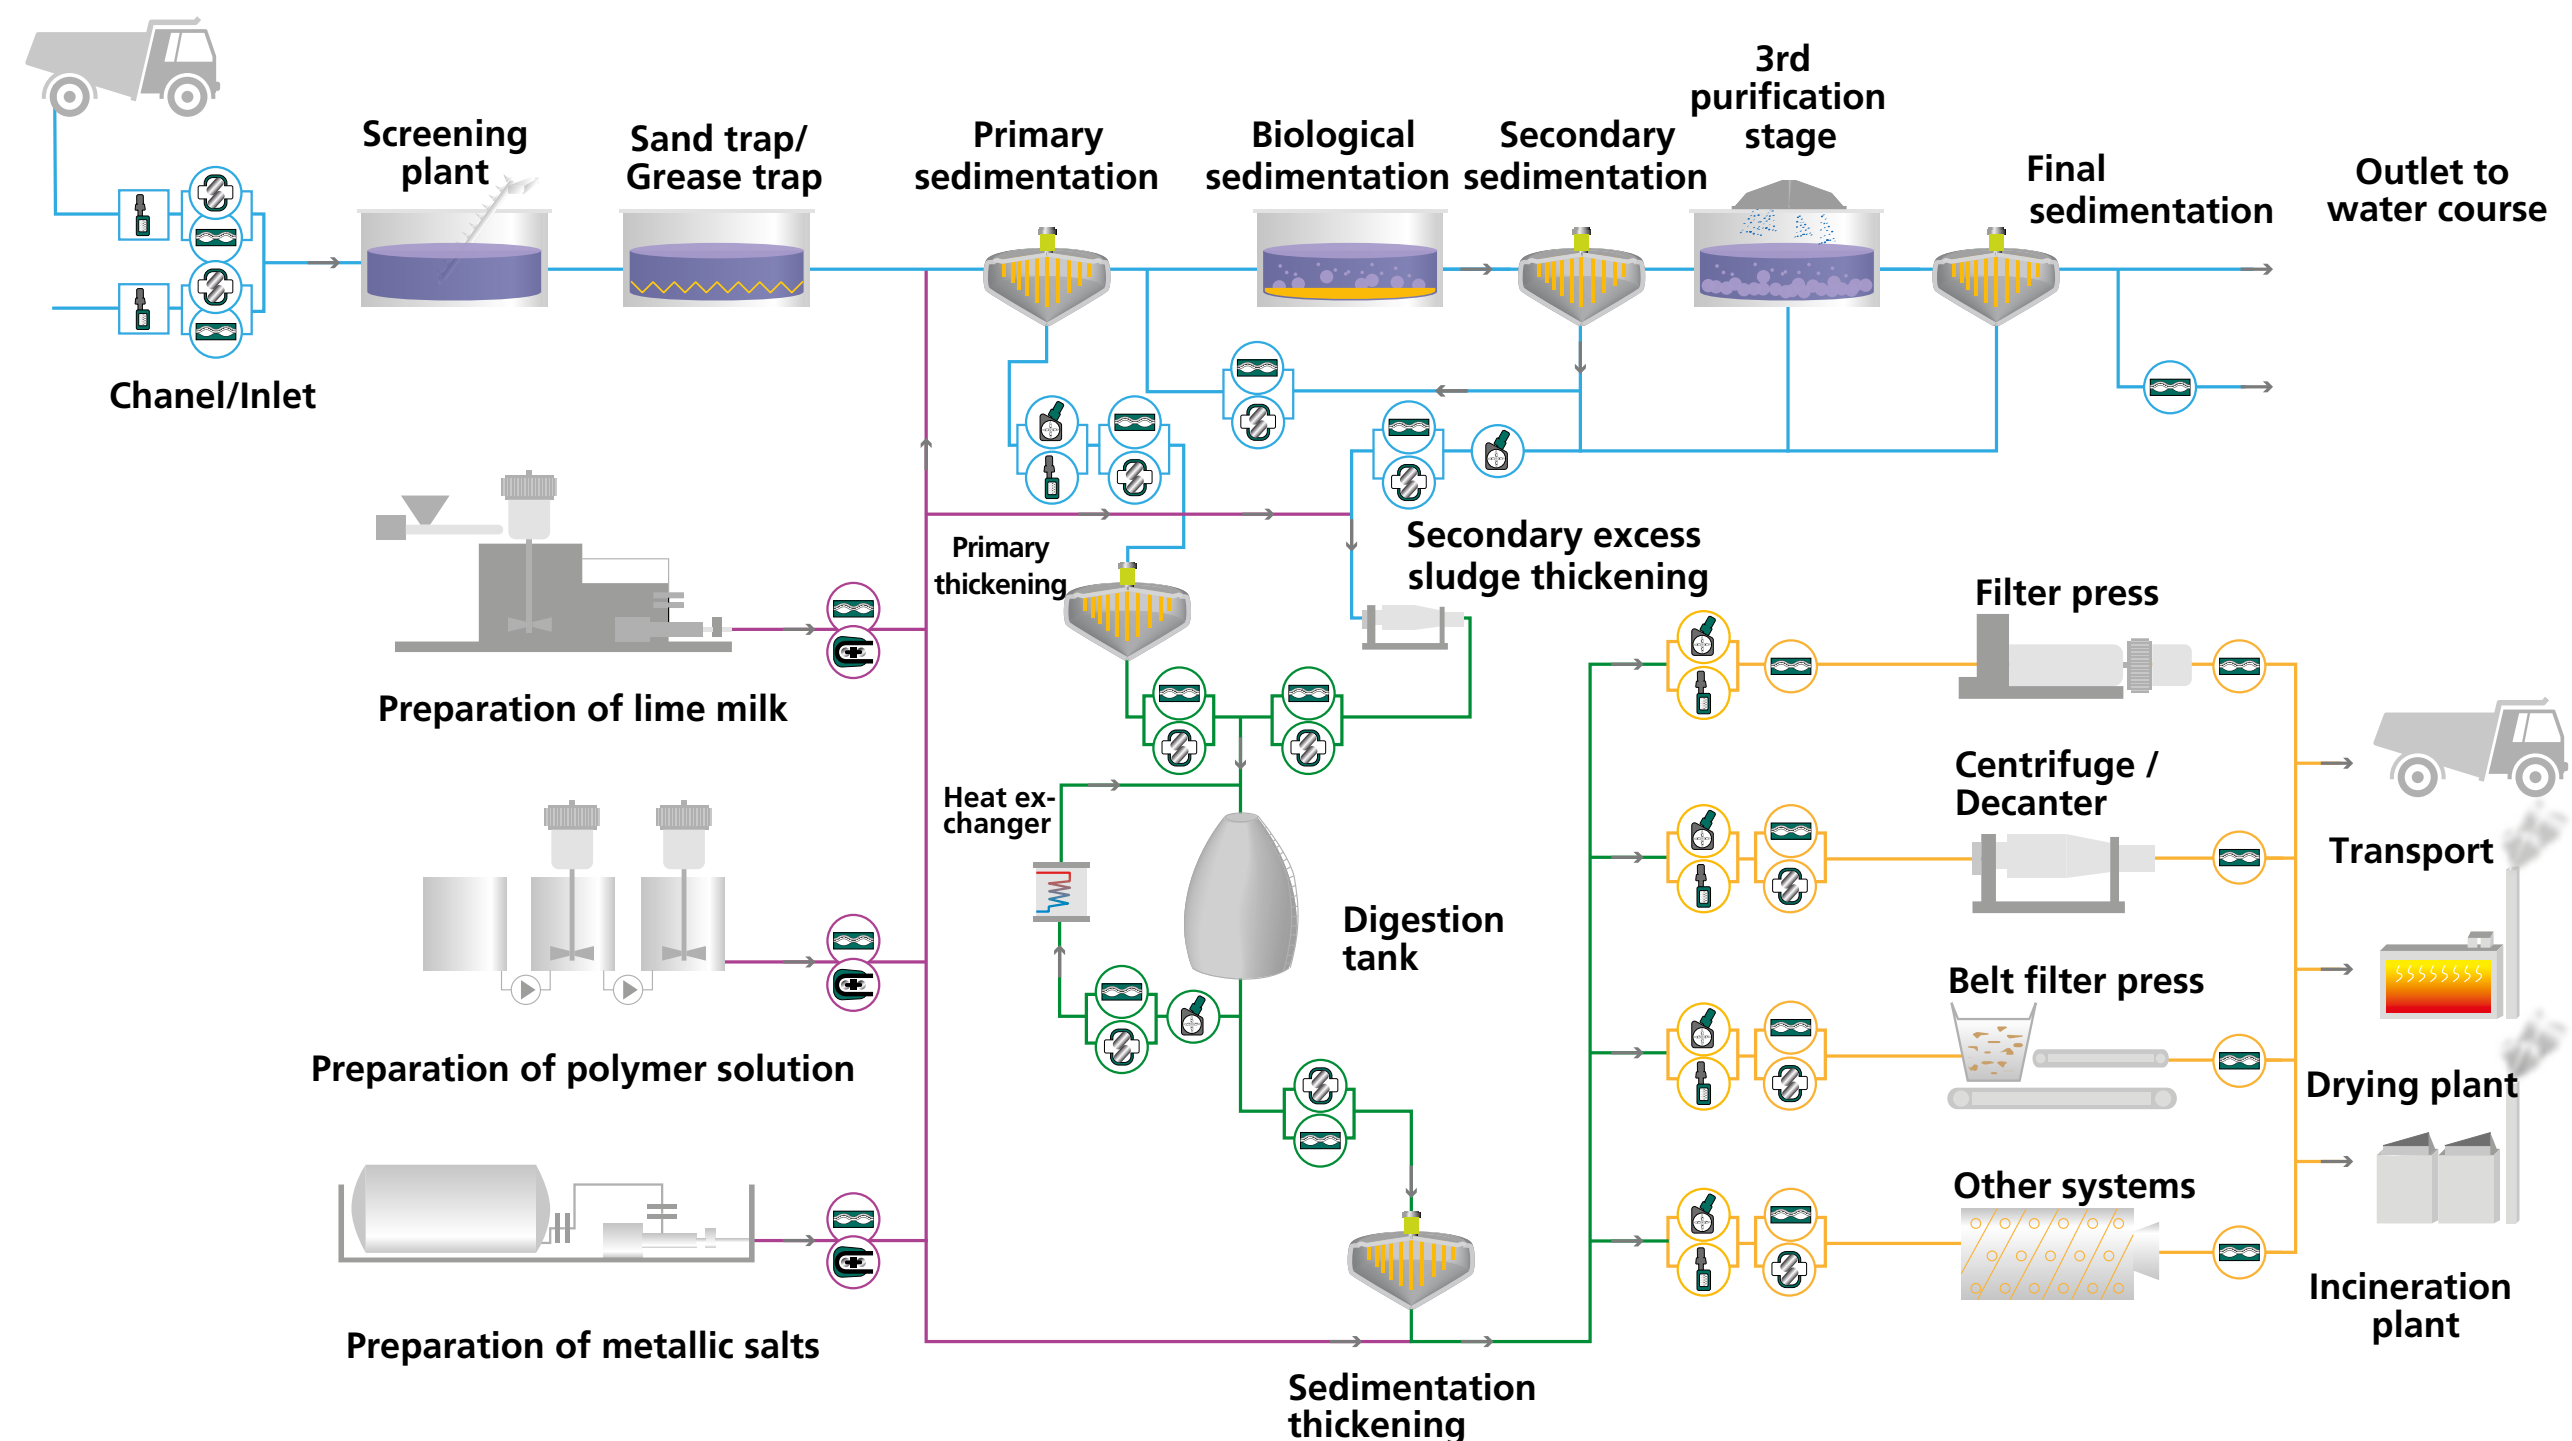 3rd
purification
stage
Screening
plant
Sand trap/
Grease trap
Primary
sedimentation
Biological
sedimentation
Secondary
sedimentation
Final
sedimentation
Outlet to
water course
Chanel/Inlet
Primary
thickening
Secondary excess
sludge thickening
Filter press
Preparation of lime milk
Heat ex-
changer
Centrifuge /
Decanter
Transport
Digestion
tank
Belt filter press
Preparation of polymer solution
Drying plant
Other systems
Incineration
plant
Preparation of metallic salts
Sedimentation
thickening